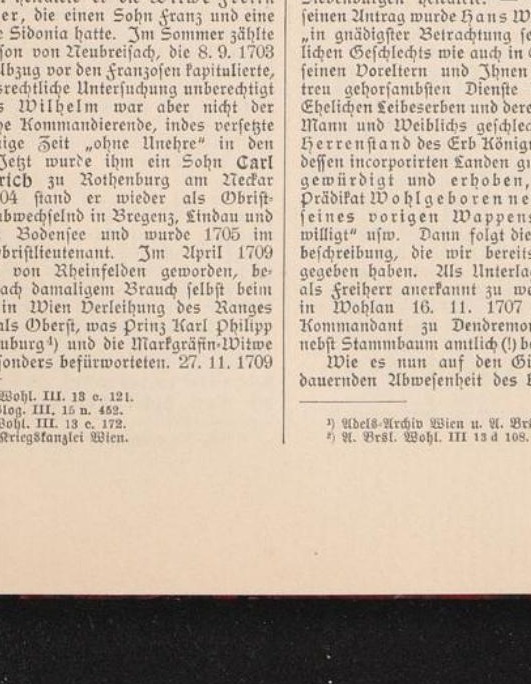 er, die einen Sohn Franz und eine
Sidonia hatte. Im Sommer zählte
son von Neubreisach, die 8. 9. 1703
lbzug vor den Franzosen kapitulierte,
srechtliche Untersuchung unberechtigt
s Wilhelm war aber nicht der
he Kommandierende, indes versetzte
ige Zeit „ohne Unehre“ in den
Jetzt wurde ihm ein Sohn Carl
rich zu Rothenburg am Neckar
04 stand er wieder als Obrist-
abwechselnd in Bregenz, Lindau und
Bodensee und wurde 1705 im
bristlieutenant. Im April 1709
von Rheinfelden geworden, be-
ach damaligem Brauch selbst beim
in Wien Verleihung des Ranges
als Oberst, was Prinz Karl Philipp
uburg⁴) und die Markgräfin-Witwe
sonders befürworteten. 27. 11. 1709
Wohl. III. 13 c. 121.
log. III. 15 n. 452.
Wohl. III. 13 c. 172.
Kriegskanzlei Wien.
seinen Antrag wurde Hans W
„in gnädigster Betrachtung se
lichen Geschlechts wie auch in
seinen Voreltern und Ihnen
treu gehorsambsten Dienste
Ehelichen Leibeserben und dere
Mann und Weiblichs geschlec
Herrenstand des Erb König
dessen incorporirten Landen gu
gewürdigt und erhoben,
Prädikat Wohlgeborenne
seines vorigen Wappens
willigt“ usw. Dann folgt die
beschreibung, die wir bereits
gegeben haben. Als Unterla
als Freiherr anerkannt zu we
in Wohlau 16. 11. 1707
Kommandant zu Dendremo
nebst Stammbaum amtlich (!) be
Wie es nun auf den Gi
dauernden Abwesenheit des
¹) Adels-Archiv Wien u. A. Br
²) A. Brsl. Wohl. III 13 d 108.